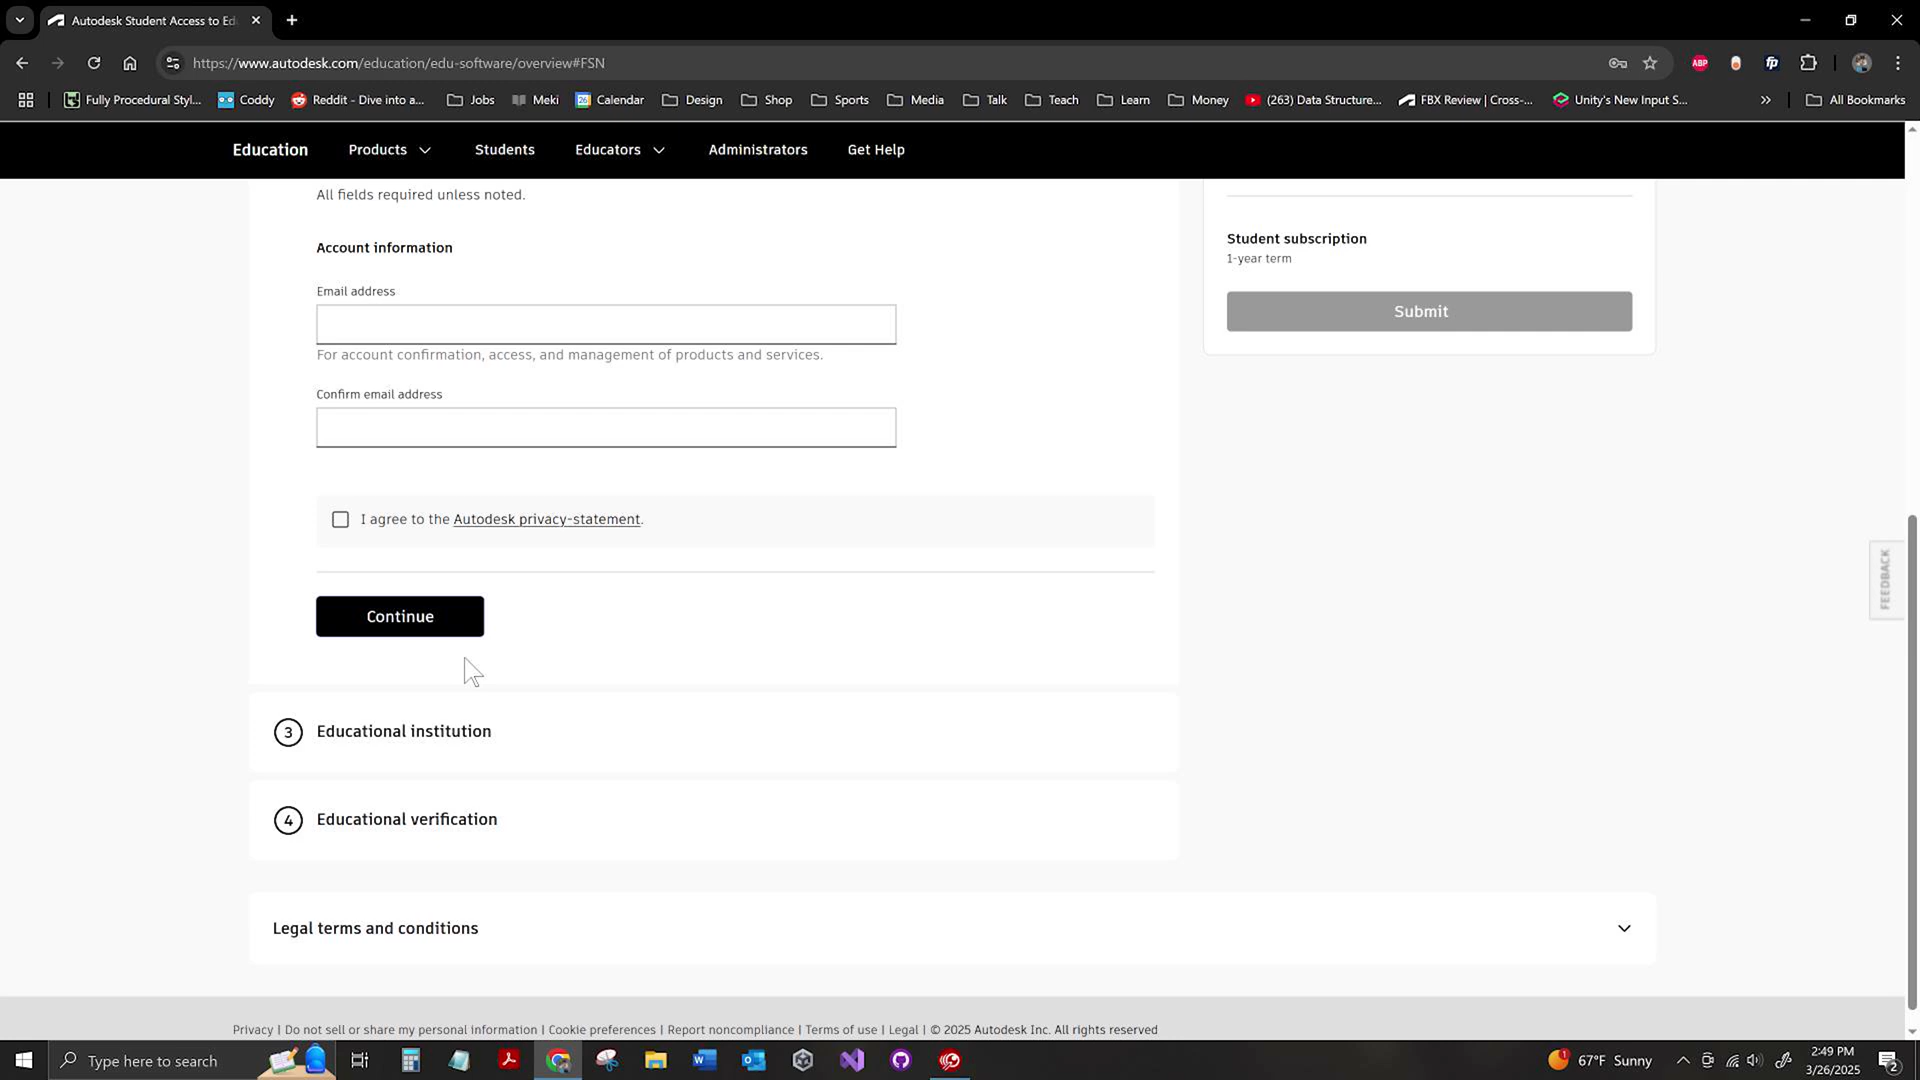 Autodesk Student Access to Ed
https://www.autodesk.com/education/edu-software/overview#FSN
ABP
fp
Fully Procedural Styl...
Coddy
Reddit - Dive into a...
Jobs
Meki
26
Calendar
Design
Shop
Sports
Media
Talk
Teach
Learn
Money
(263) Data Structure...
FBX Review | Cross-...
Unity's New Input S...
»
All Bookmarks
Education
Products
Students
Educators
Administrators
Get Help
All fields required unless noted.
Account information
Email address
For account confirmation, access, and management of products and services.
Confirm email address
I agree to the Autodesk privacy-statement.
Continue
3 Educational institution
4 Educational verification
Legal terms and conditions
Student subscription
1-year term
Submit
FEEDBACK
Privacy | Do not sell or share my personal information | Cookie preferences | Report noncompliance | Terms of use | Legal | © 2025 Autodesk Inc. All rights reserved
Type here to search
1
67°F Sunny
2:49 PM
3/26/2025
2